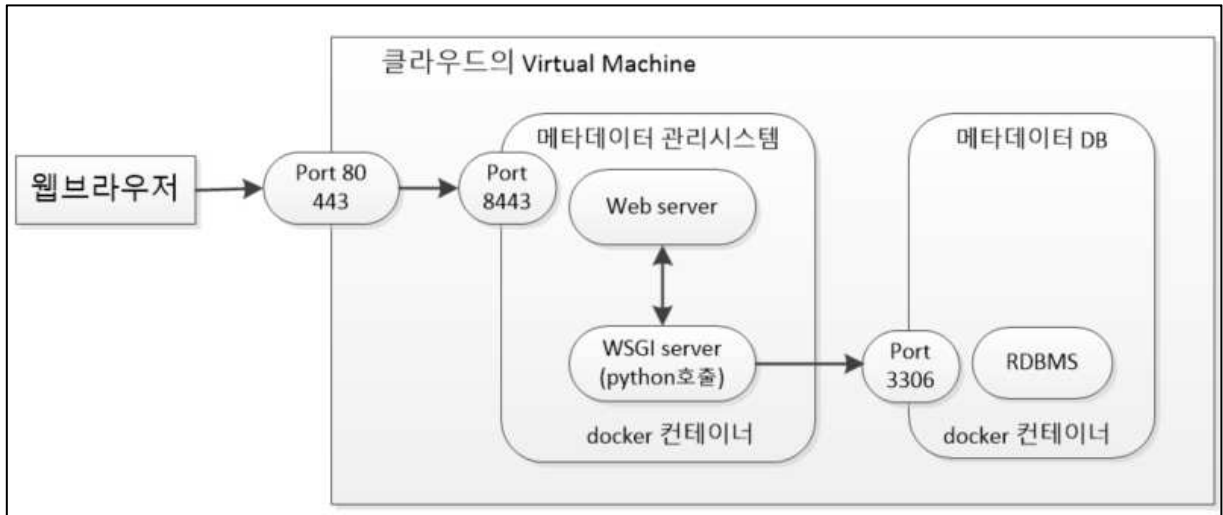 클라우드의 Virtual Machine
웹브라우저
Port 80
443
Port
8443
메타데이터 관리시스템
Web server
WSGI server
(python호출)
docker 컨테이너
메타데이터 DB
Port
3306
RDBMS
docker 컨테이너